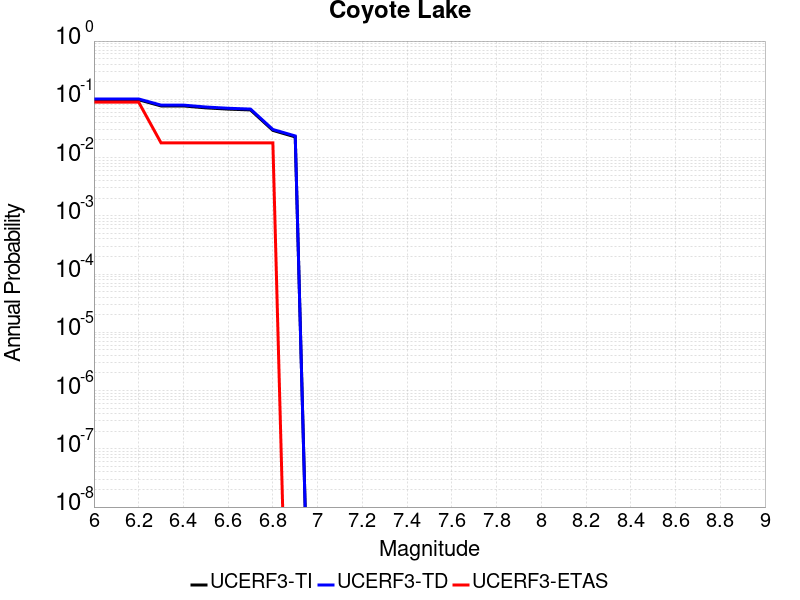 Coyote Lake
10^0
10^-1
10^-2
10^-3
10^-4
10^-5
10^-6
10^-7
10^-8
Annual Probability
6 6.2 6.4 6.6 6.8 7 7.2 7.4 7.6 7.8 8 8.2 8.4 8.6 8.8 9
Magnitude
UCERF3-TI UCERF3-TD UCERF3-ETAS